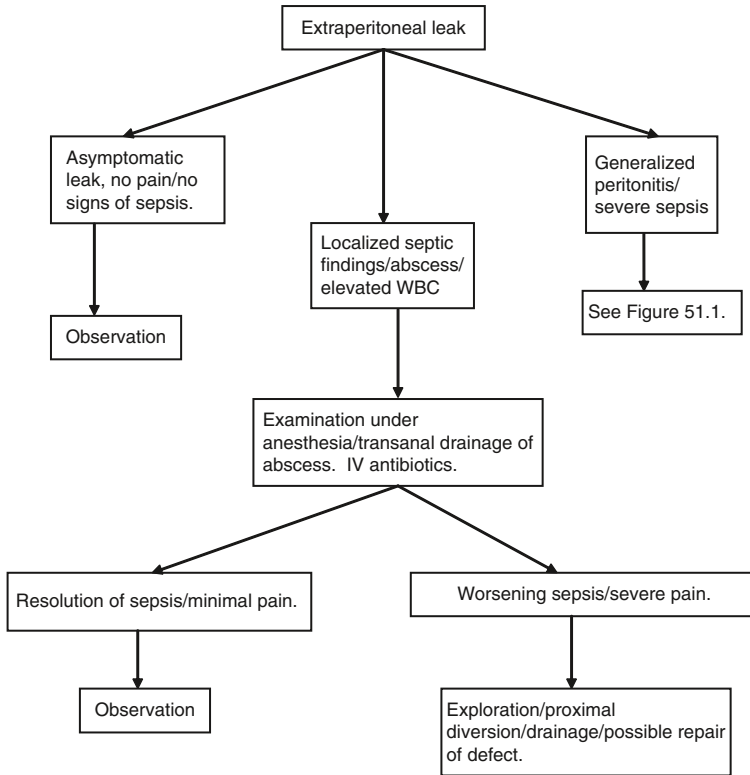 Extraperitoneal leak
Asymptomatic
leak, no pain/no
signs of sepsis.
Localized septic
findings/abscess/
elevated WBC
Generalized
peritonitis/
severe sepsis
Observation
See Figure 51.1.
Examination under
anesthesia/transanal drainage of
abscess.  IV antibiotics.
Resolution of sepsis/minimal pain.
Worsening sepsis/severe pain.
Observation
Exploration/proximal
diversion/drainage/possible repair
of defect.